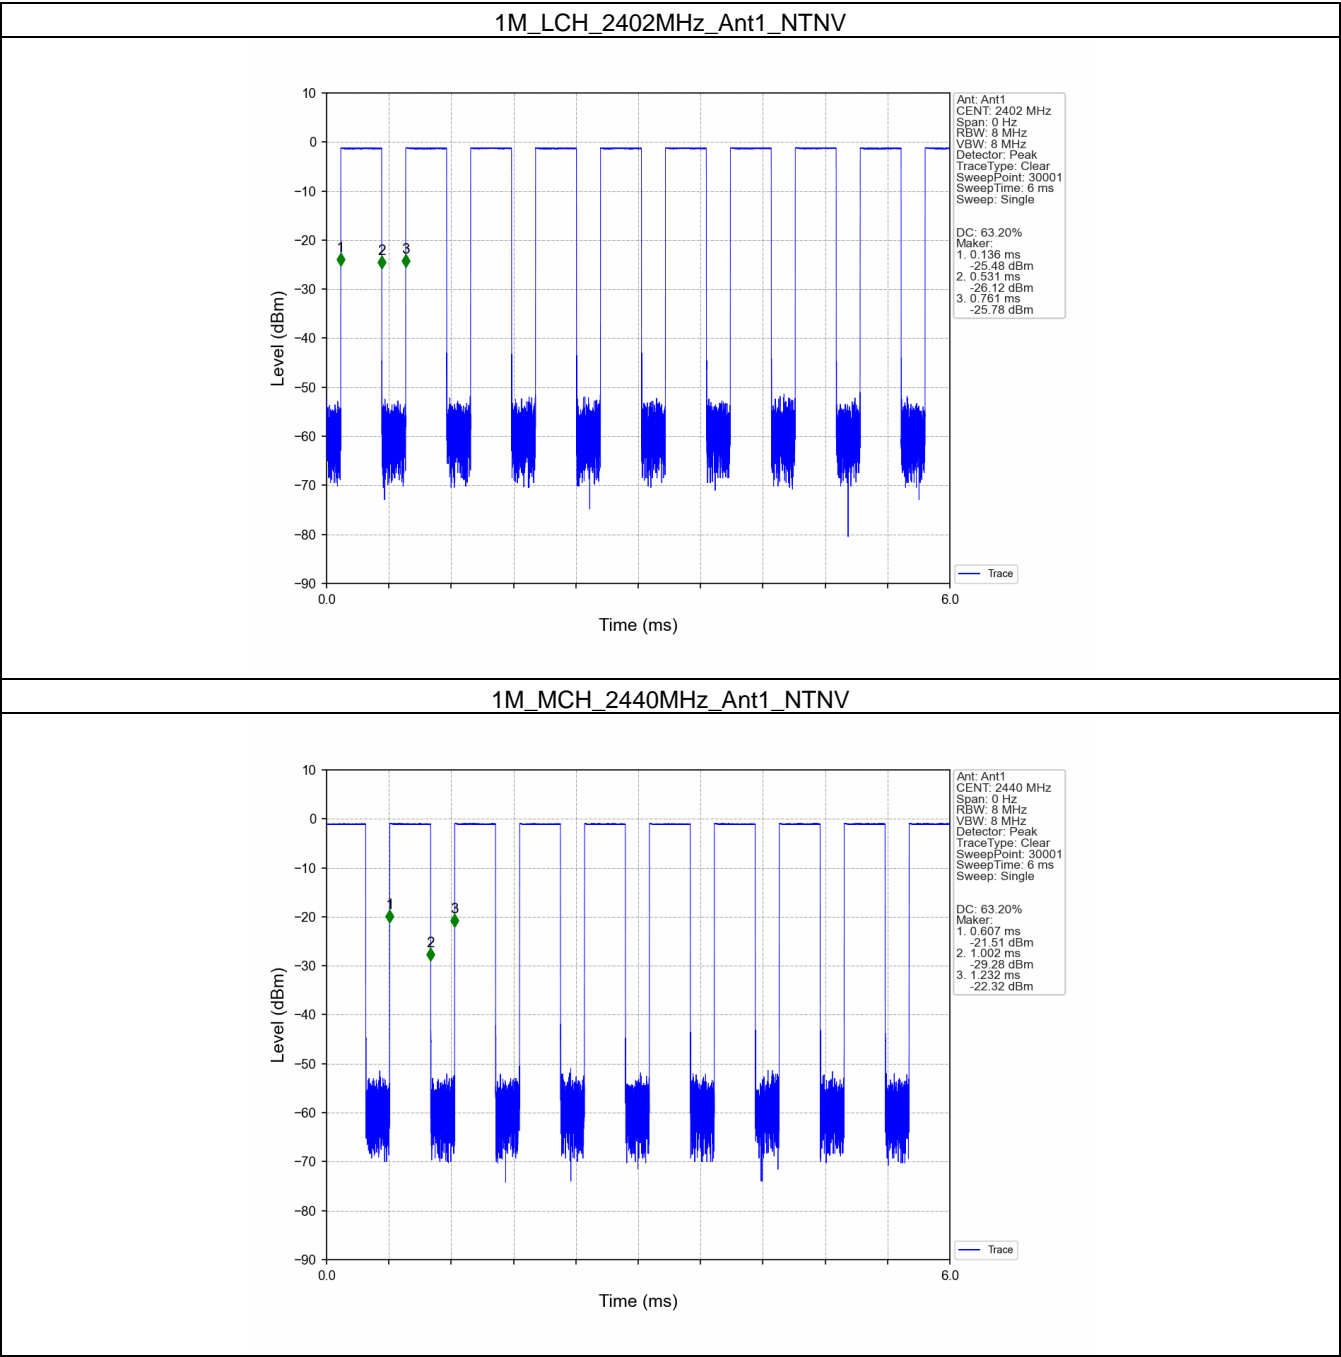 1M_LCH_2402MHz_Ant1_NTNV
10
0
−10
−20
−30
−40
−50
−60
−70
−80
−90
Level (dBm)
1
2
3
0.0
6.0
Time (ms)
Ant: Ant1
CENT: 2402 MHz
Span: 0 Hz
RBW: 8 MHz
VBW: 8 MHz
Detector: Peak
TraceType: Clear
SweepPoint: 30001
SweepTime: 6 ms
Sweep: Single
DC: 63.20%
Maker:
1. 0.136 ms
-25.48 dBm
2. 0.531 ms
-26.12 dBm
3. 0.761 ms
-25.78 dBm
Trace
1M_MCH_2440MHz_Ant1_NTNV
10
0
−10
−20
−30
−40
−50
−60
−70
−80
−90
Level (dBm)
1
2
3
0.0
6.0
Time (ms)
Ant: Ant1
CENT: 2440 MHz
Span: 0 Hz
RBW: 8 MHz
VBW: 8 MHz
Detector: Peak
TraceType: Clear
SweepPoint: 30001
SweepTime: 6 ms
Sweep: Single
DC: 63.20%
Maker:
1. 0.607 ms
-21.51 dBm
2. 1.002 ms
-29.28 dBm
3. 1.232 ms
-22.32 dBm
Trace